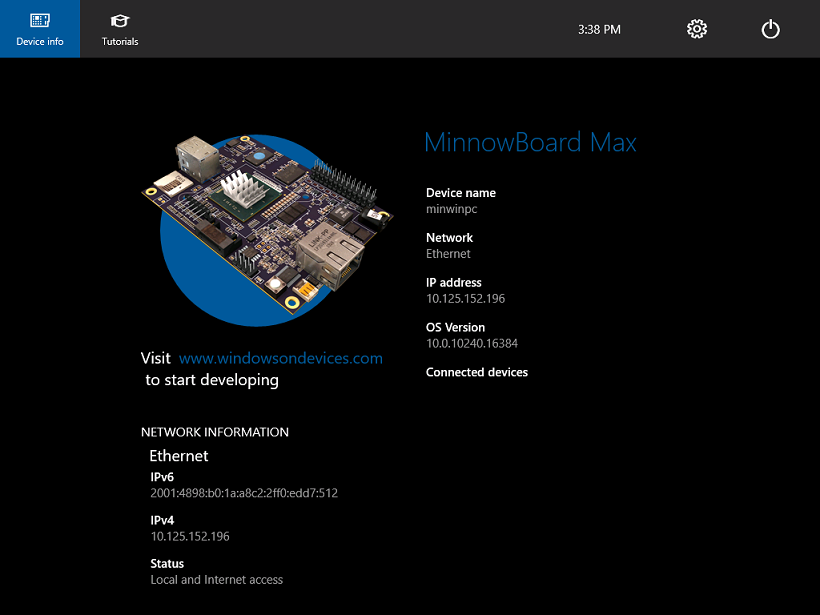 Device info
Tutorials
3:38 PM
MinnowBoard Max
Device name
minwinpc
Network
Ethernet
IP address
10.125.152.196
OS Version
10.0.10240.16384
Connected devices
LINK-PP
Visit www.windowsondevices.com
to start developing
NETWORK INFORMATION
Ethernet
IPv6
2001:4898:b0:1a:a8c2:2ff0:edd7:512
IPv4
10.125.152.196
Status
Local and Internet access